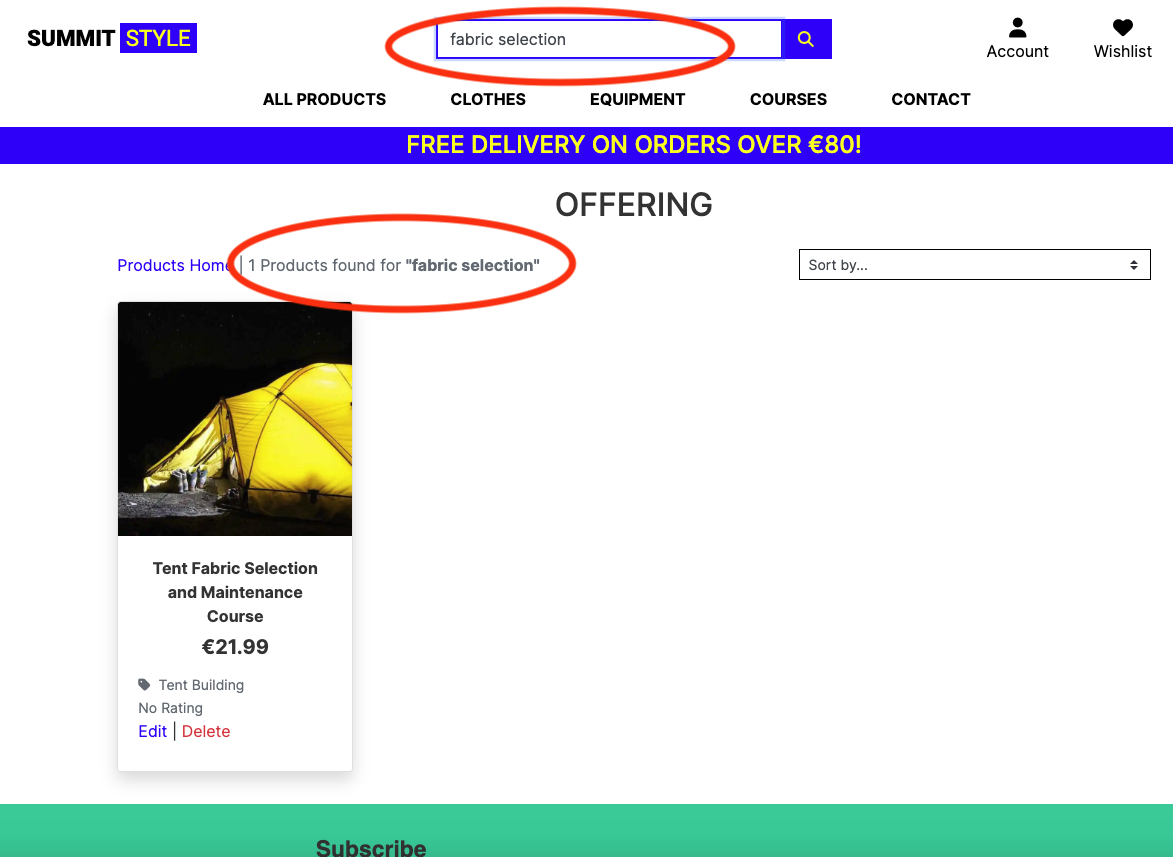 SUMMIT STYLE
fabric selection
Account
Wishlist
ALL PRODUCTS
CLOTHES
EQUIPMENT
COURSES
CONTACT
FREE DELIVERY ON ORDERS OVER €80!
OFFERING
Products Home | 1 Products found for "fabric selection"
Sort by...
Tent Fabric Selection
and Maintenance
Course
€21.99
Tent Building
No Rating
Edit | Delete
Subscribe